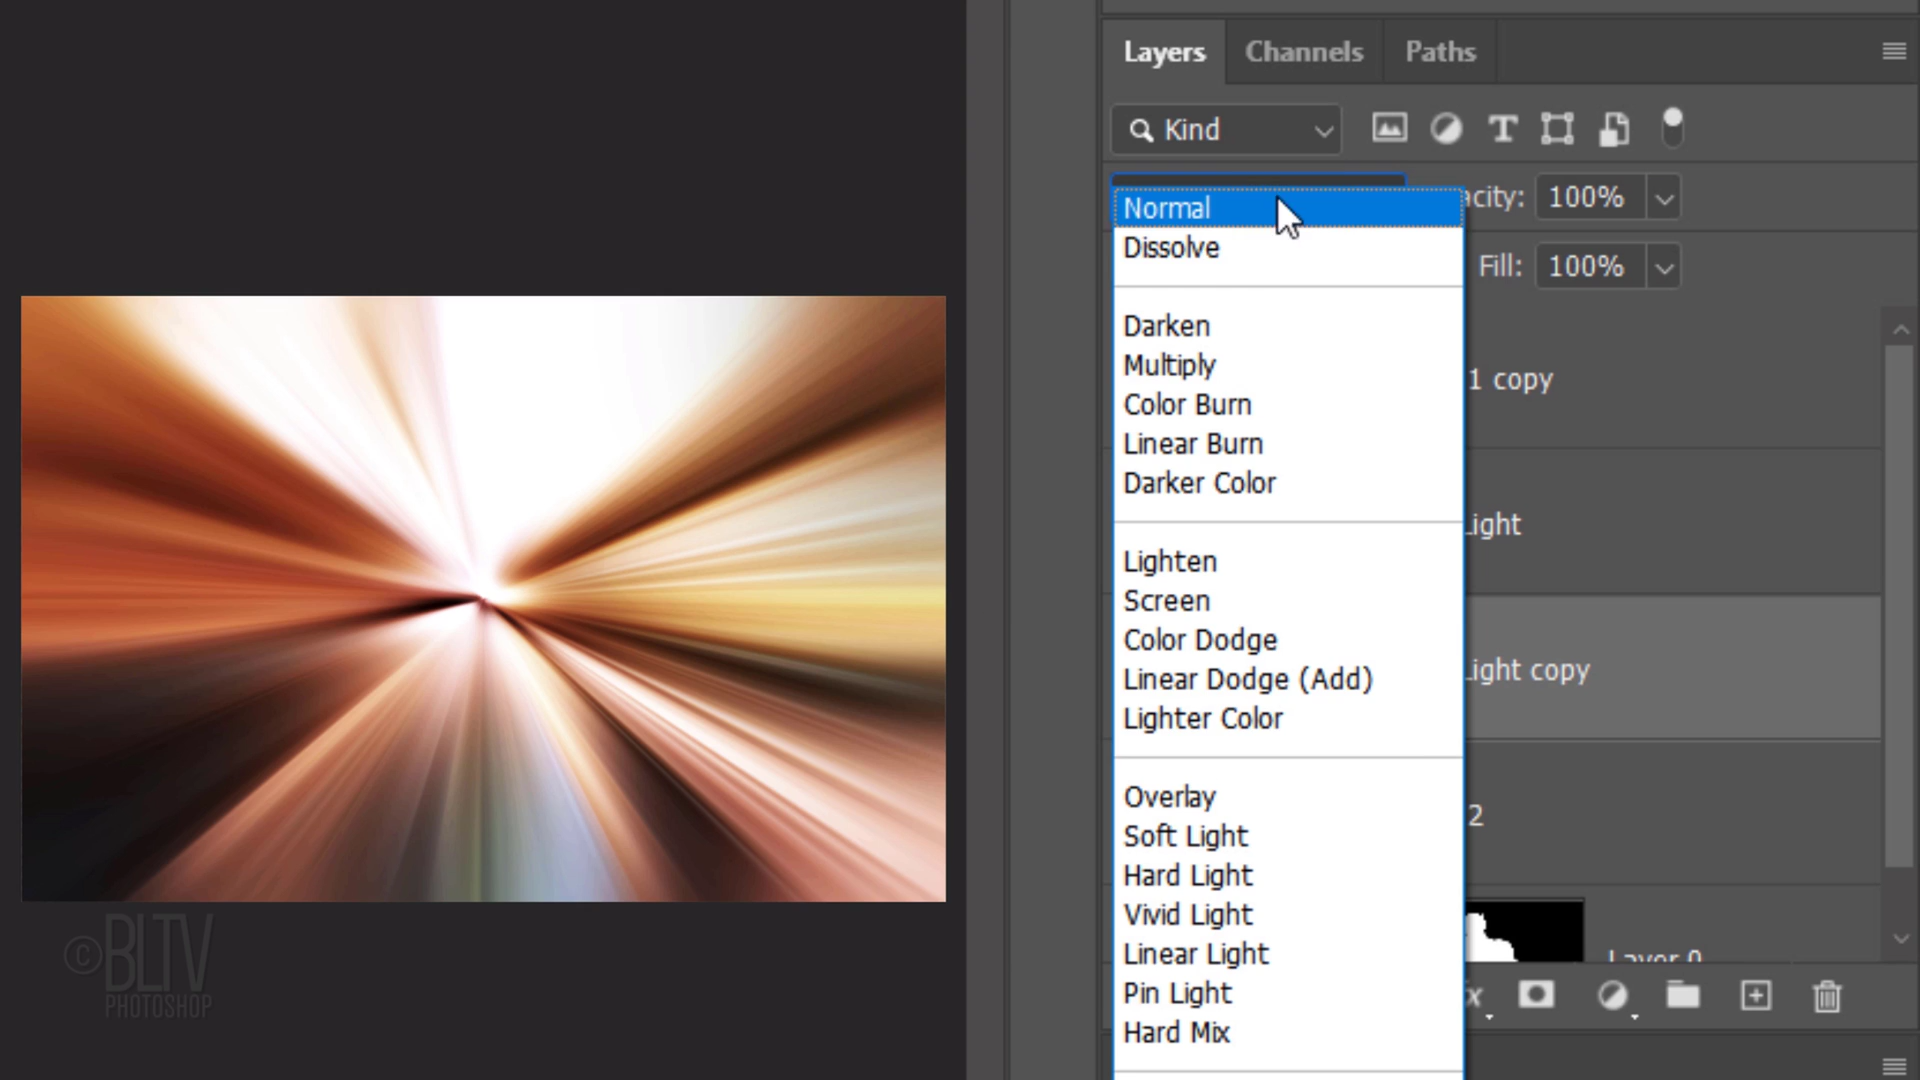 Layers Channels Paths
Kind
acity: 100%
Normal
Dissolve
Fill: 100%
Darken
Multiply
Color Burn
Linear Burn
Darker Color
Lighten
Screen
Color Dodge
Linear Dodge (Add)
Lighter Color
Overlay
Soft Light
Hard Light
Vivid Light
Linear Light
Pin Light
Hard Mix
1 copy
Light
Light copy
2
Layer 0
©BLTV
PHOTOSHOP